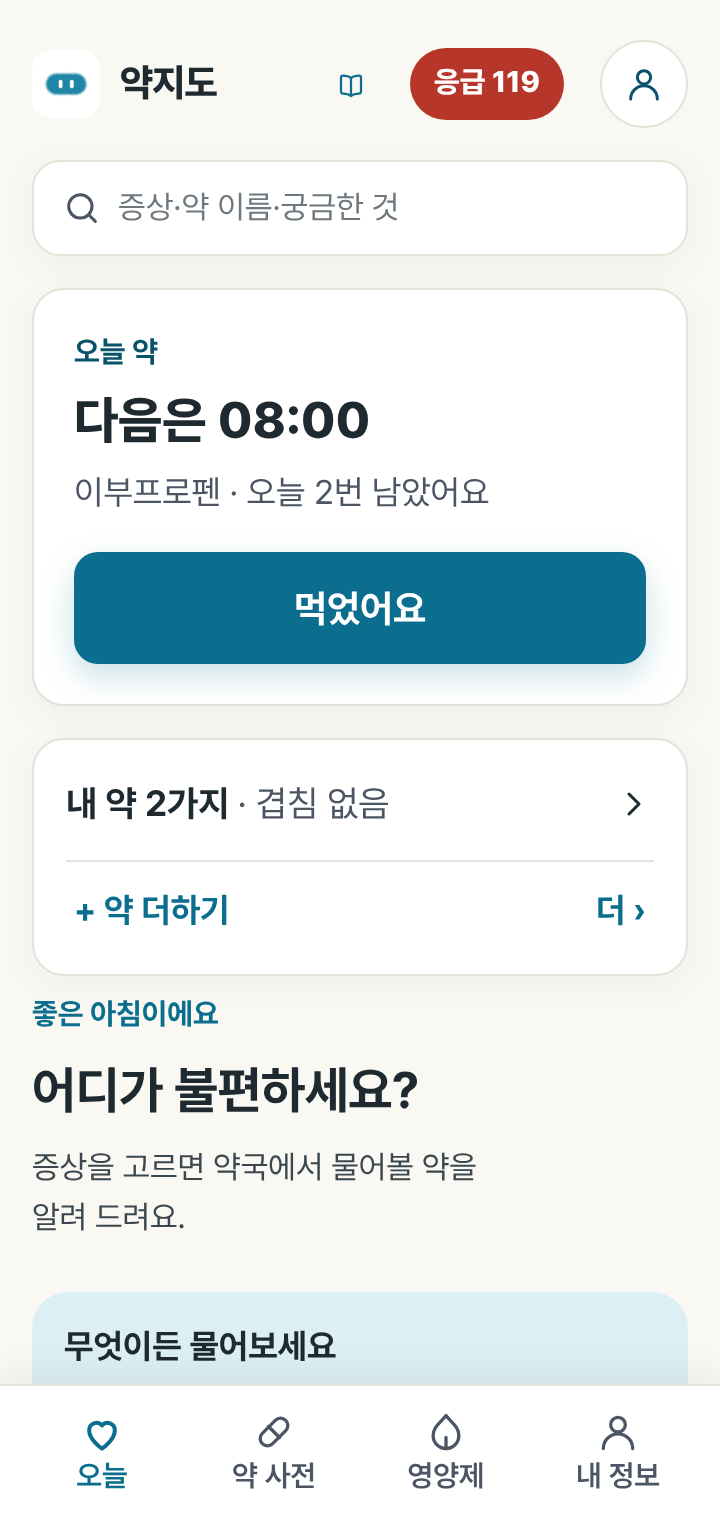 약지도
응급 119
증상·약 이름·궁금한 것
오늘 약
다음은 08:00
이부프로펜 · 오늘 2번 남았어요
먹었어요
내 약 2가지 · 겹침 없음
+ 약 더하기
더 ›
좋은 아침이에요
어디가 불편하세요?
증상을 고르면 약국에서 물어볼 약을
알려 드려요.
무엇이든 물어보세요
오늘
약 사전
영양제
내 정보